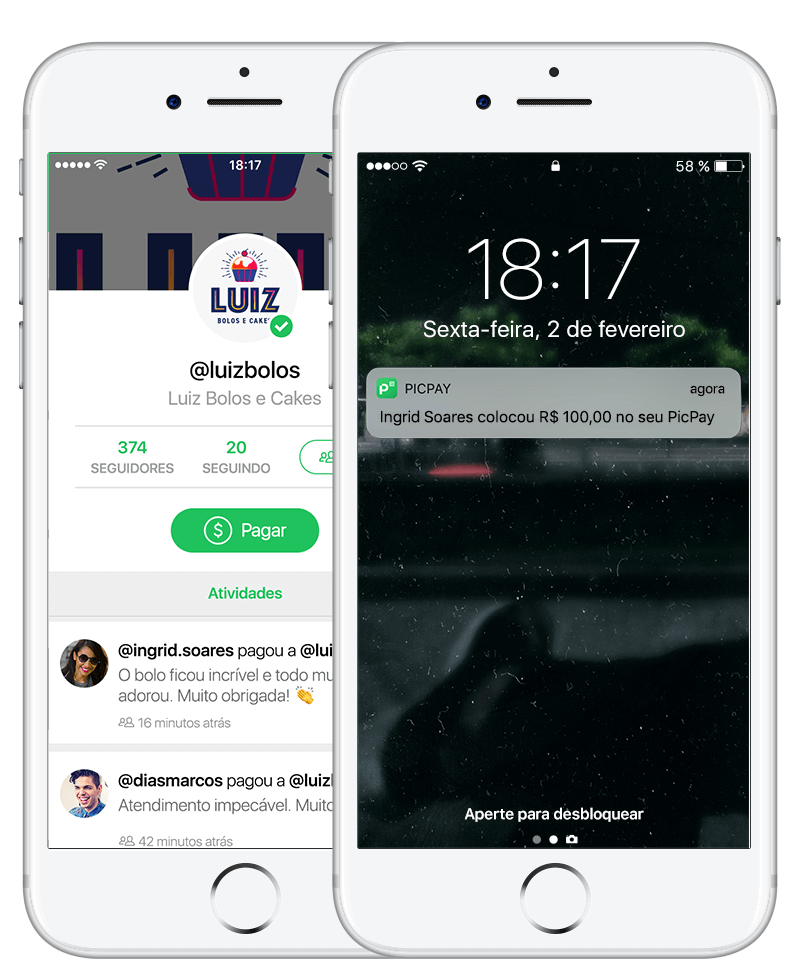 18:17
LUIZ
BOLOS E CAKE
@luizbolos
Luiz Bolos e Cakes
374
SEGUIDORES
20
SEGUINDO
$ Pagar
Atividades
@ingrid.soares pagou a @lui
O bolo ficou incrível e todo mu
adorou. Muito obrigada! 👏
16 minutos atrás
@diasmarcos pagou a @luiz
Atendimento impecável. Muito
42 minutos atrás
58 %
18:17
Sexta-feira, 2 de fevereiro
PICPAY
agora
Ingrid Soares colocou R$ 100,00 no seu PicPay
Aperte para desbloquear